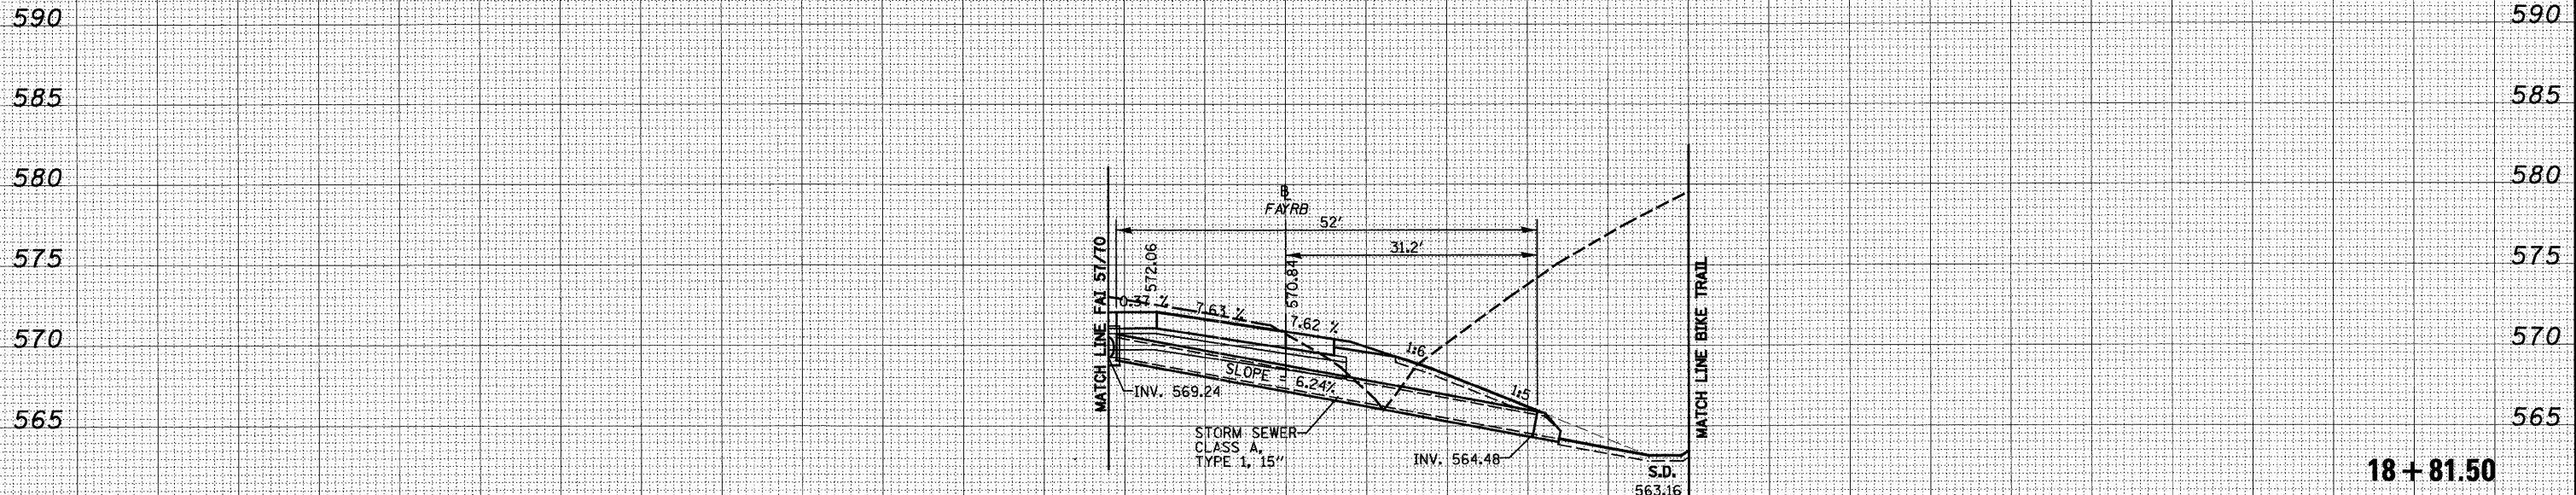 590
590
585
585
580
580
B
FAYRB
52'
31.2'
575
575
MATCH LINE FAI 57/70
572.06
570.84
MATCH LINE BIKE TRAIL
0.37 %
7.63 %
7.62 %
570
570
1:6
SLOPE = 6.24%
1:5
INV. 569.24
565
565
STORM SEWER
CLASS A,
TYPE 1, 15"
INV. 564.48
S.D.
563.16
18 + 81.50